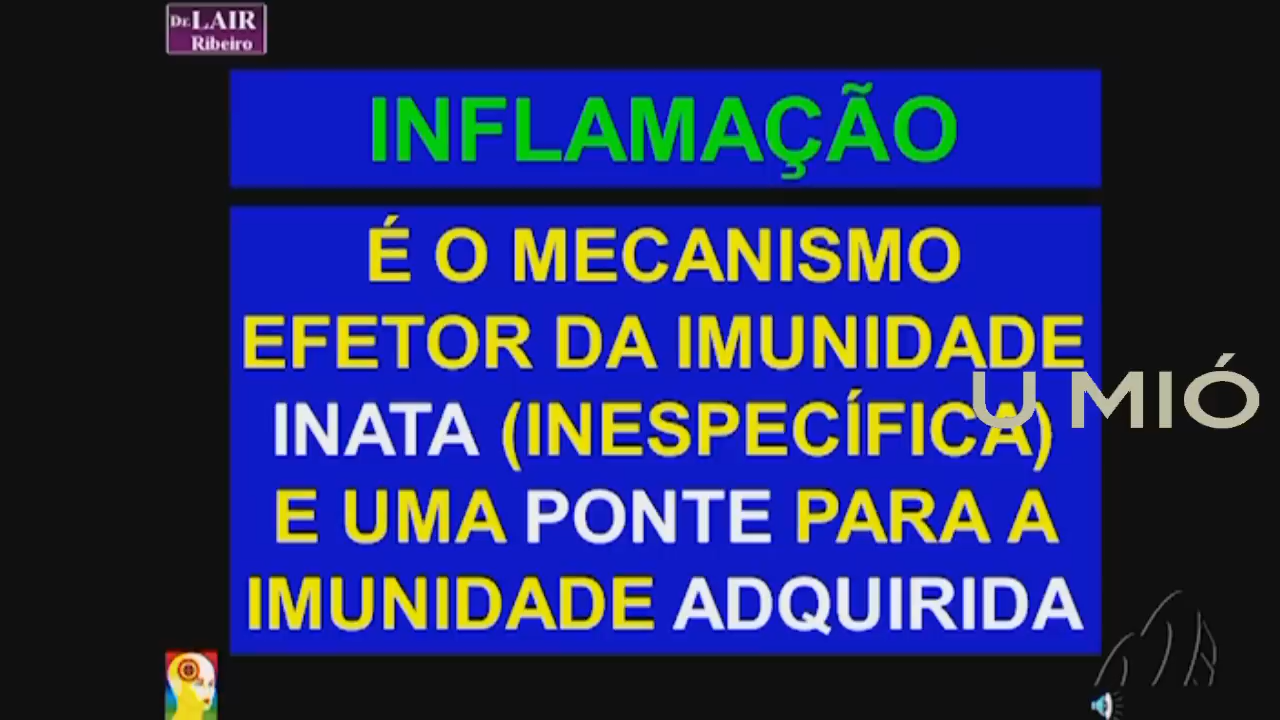 Dr. LAIR
Ribeiro
INFLAMAÇÃO
É O MECANISMO
EFETOR DA IMUNIDADE
INATA (INESPECÍFICA)
E UMA PONTE PARA A
IMUNIDADE ADQUIRIDA
U MIÓ